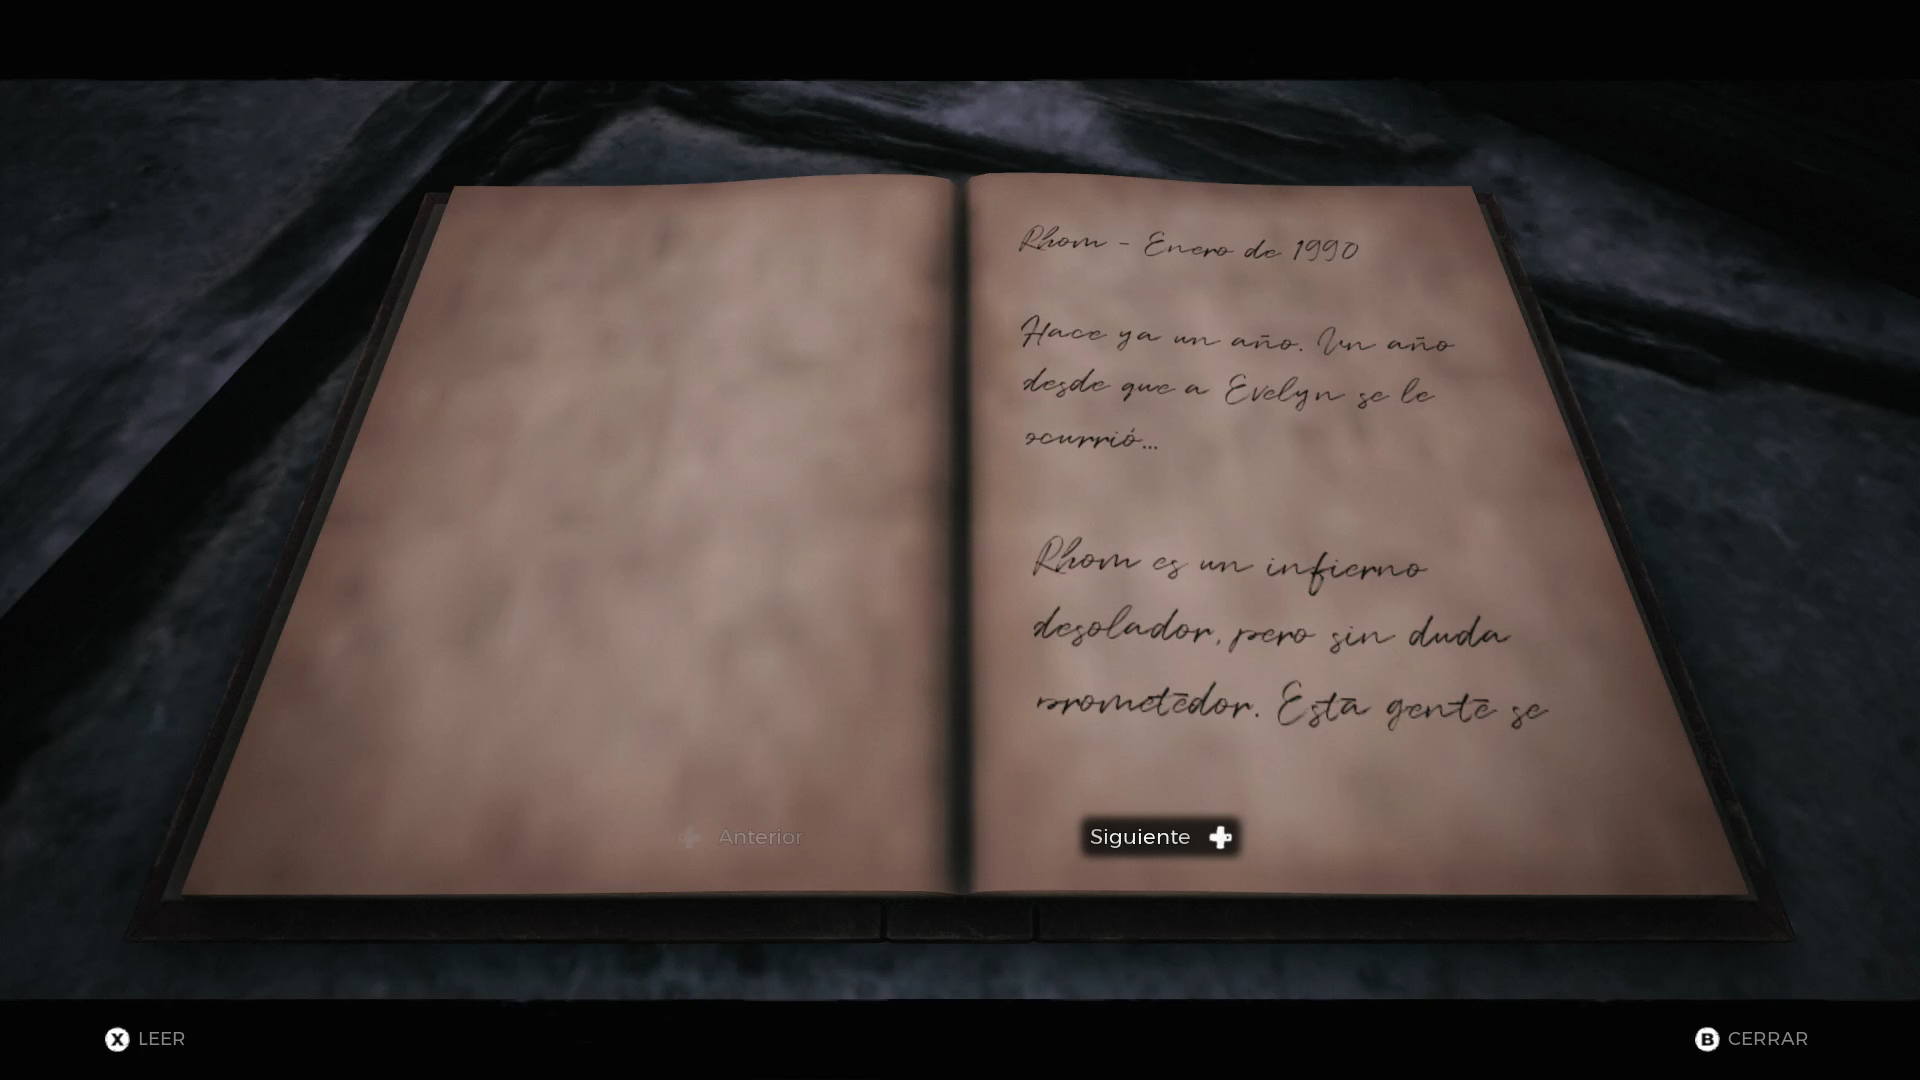 Rhom - Enero de 1990
Hace ya un año. Un año
desde que a Evelyn se le
ocurrió...
Rhom es un infierno
desolador, pero sin duda
prometedor. Esta gente se
Anterior
Siguiente
X LEER
B CERRAR